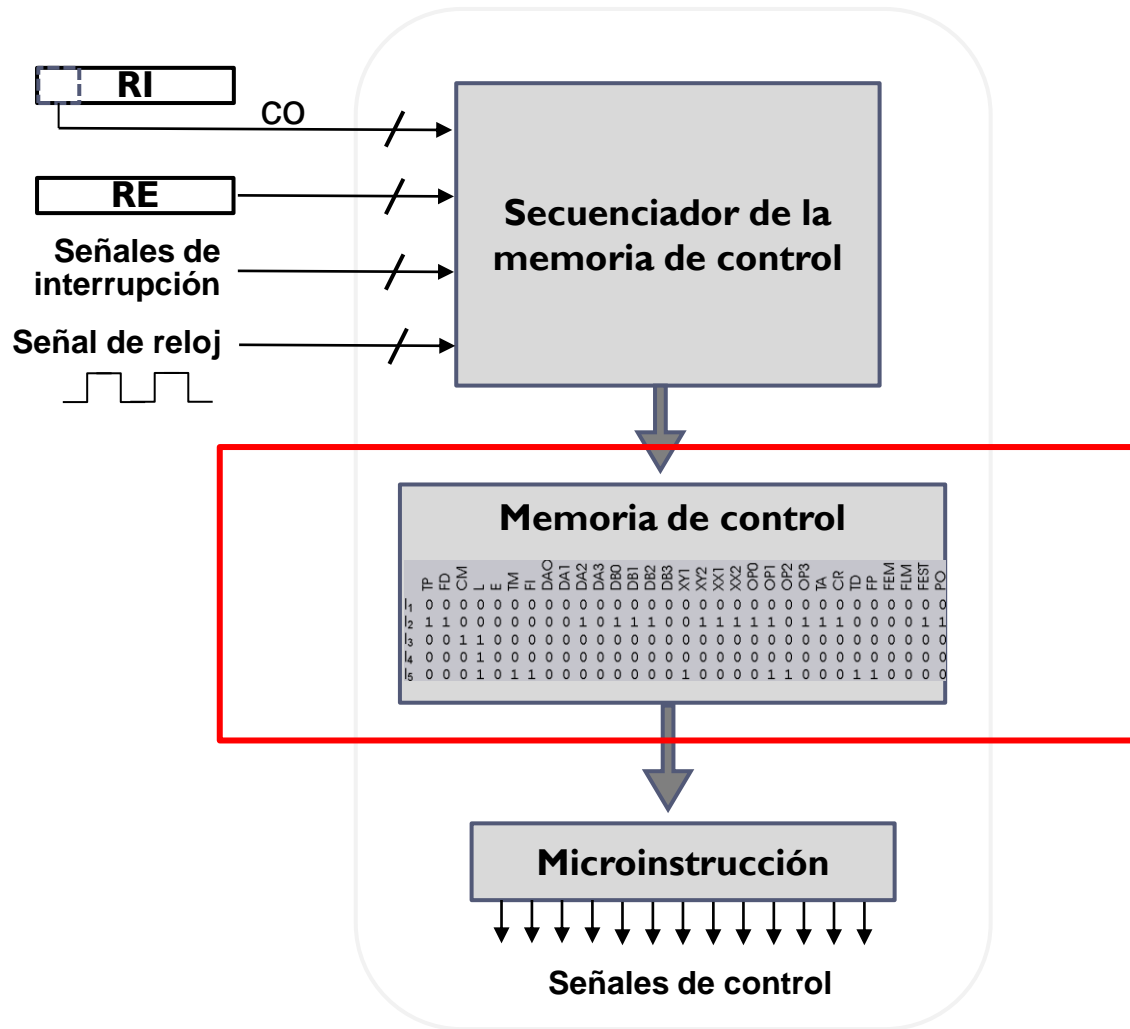 RI
CO
RE
Señales de
interrupción
Señal de reloj
Secuenciador de la
memoria de control
Memoria de control
TP FD CM L E TM FI DAO DA1 DA2 DA3 DB0 DB1 DB2 DB3 XY1 XY2 XX1 XX2 OP0 OP1 OP2 OP3 TA CR TD FP FEM FLM FEST PO
I1 0 0 0 0 0 0 0 0 0 0 0 0 0 0 0 0 0 0 0 0 0 0 0 0 0 0 0 0 0 0 0
I2 1 1 0 0 0 0 0 0 0 1 0 1 1 1 0 0 1 1 1 1 1 0 1 1 1 0 0 0 0 1 1
I3 0 0 1 1 0 0 0 0 0 0 0 0 0 0 0 0 0 0 0 0 0 0 0 0 0 0 0 0 0 0 0
I4 0 0 0 1 0 0 0 0 0 0 0 0 0 0 0 0 0 0 0 0 0 0 0 0 0 0 0 0 0 0 0
I5 0 0 0 1 0 1 1 0 0 0 0 0 0 0 0 1 0 0 0 0 1 1 0 0 0 1 1 0 0 0 0
Microinstrucción
Señales de control